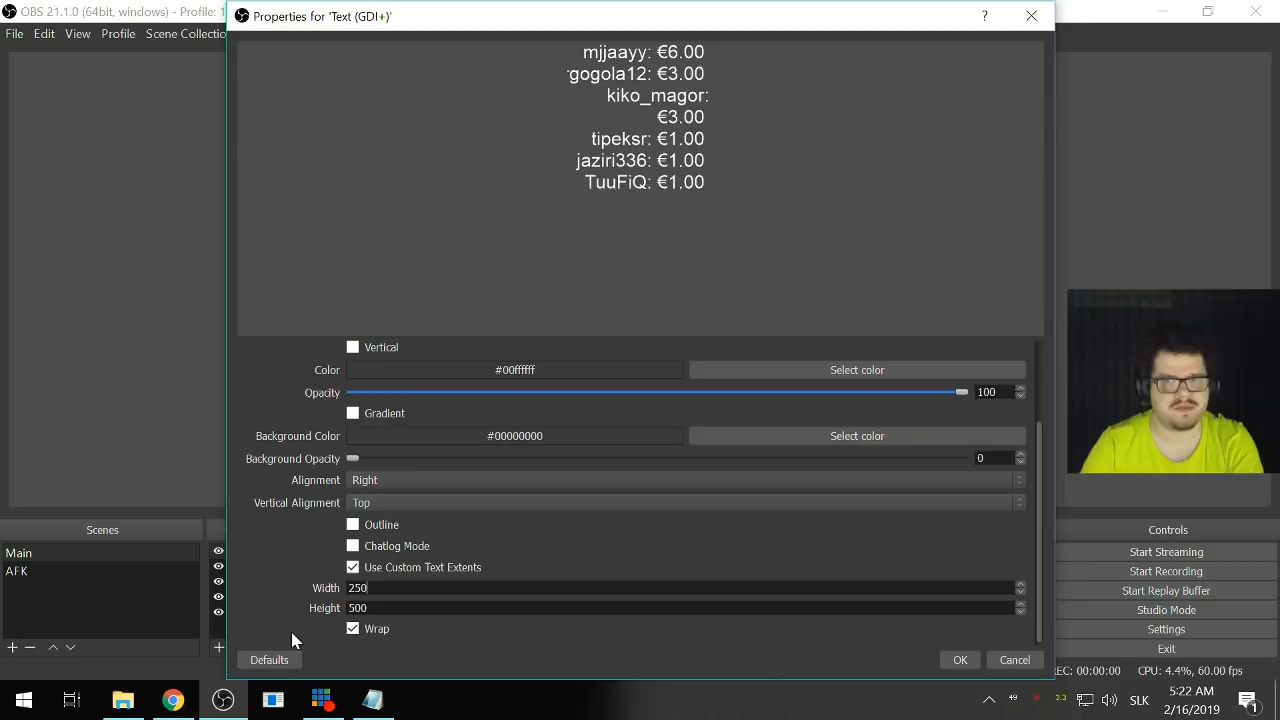 OBS 21.1.0 (64bit, windows) - Profile: 
Properties for 'Text (GDI+)'
?
File Edit View Profile Scene Collectio
mjjaayy: €6.00
gogola12: €3.00
kiko_magor:
€3.00
tipeksr: €1.00
jaziri336: €1.00
TuuFiQ: €1.00
Vertical
Color #00ffffff Select color
Opacity 100
Gradient
Background Color #00000000 Select color
Background Opacity 0
Alignment Right
Vertical Alignment Top
Outline
Chatlog Mode
Use Custom Text Extents
Width 250
Height 500
Wrap
Defaults OK Cancel
Scenes
Main
AFK
Controls
Start Streaming
Start Recording
Start Replay Buffer
Studio Mode
Settings
Exit
REC: 00:00:00 CPU: 4.4%, 60.00 fps
49
3.3
SLK
5:22 AM
2/16/2019
1